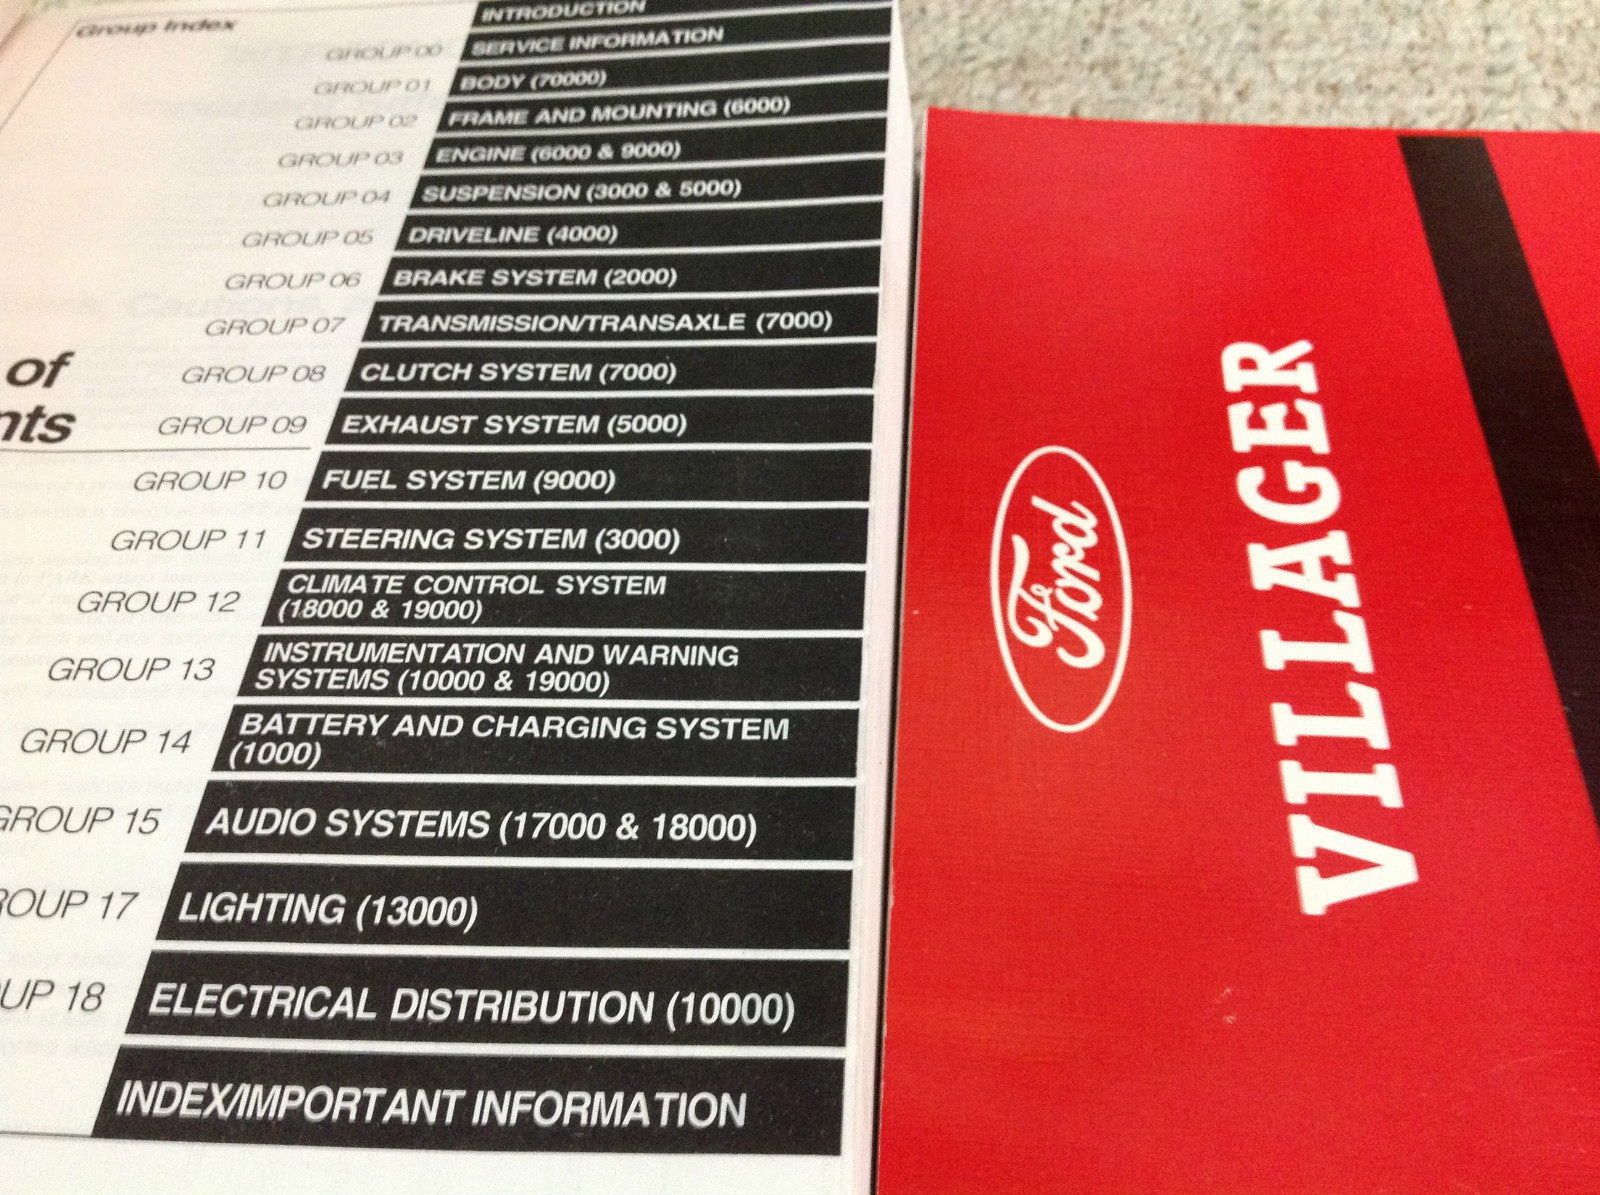 Group Index
INTRODUCTION
GROUP 00 SERVICE INFORMATION
GROUP 01 BODY (70000)
GROUP 02 FRAME AND MOUNTING (6000)
GROUP 03 ENGINE (6000 & 9000)
GROUP 04 SUSPENSION (3000 & 5000)
GROUP 05 DRIVELINE (4000)
GROUP 06 BRAKE SYSTEM (2000)
GROUP 07 TRANSMISSION/TRANSAXLE (7000)
of
GROUP 08 CLUTCH SYSTEM (7000)
nts
GROUP 09 EXHAUST SYSTEM (5000)
GROUP 10 FUEL SYSTEM (9000)
GROUP 11 STEERING SYSTEM (3000)
GROUP 12 CLIMATE CONTROL SYSTEM
(18000 & 19000)
GROUP 13 INSTRUMENTATION AND WARNING
SYSTEMS (10000 & 19000)
GROUP 14 BATTERY AND CHARGING SYSTEM
(1000)
GROUP 15 AUDIO SYSTEMS (17000 & 18000)
ROUP 17 LIGHTING (13000)
UP 18 ELECTRICAL DISTRIBUTION (10000)
INDEX/IMPORTANT INFORMATION
Ford
VILLAGER